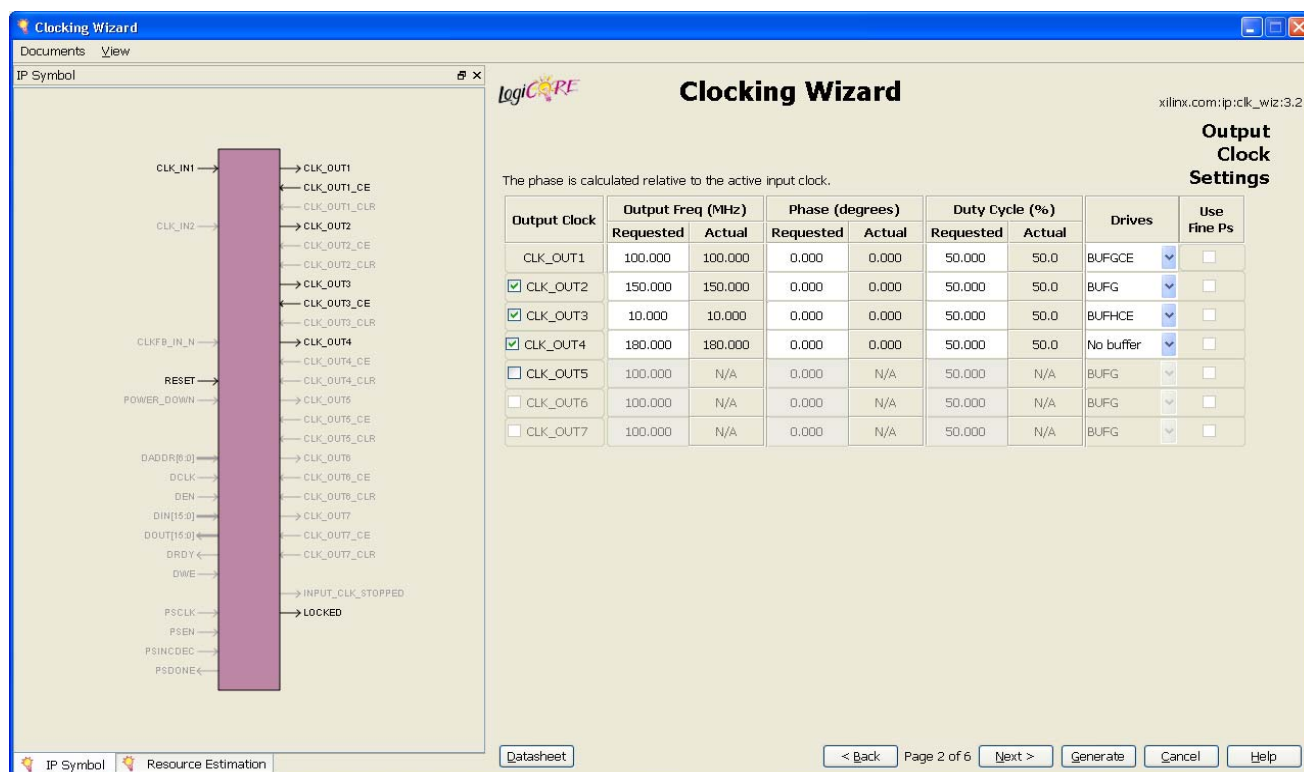 Clocking Wizard
Documents View
IP Symbol
CLK_IN1
CLK_IN2
CLKFB_IN_N
RESET
POWER_DOWN
DADDR[6:0]
DCLK
DEN
DIN[15:0]
DOUT[15:0]
DRDY
DWE
PSCLK
PSEN
PSINCDEC
PSDONE
CLK_OUT1
CLK_OUT1_CE
CLK_OUT1_CLR
CLK_OUT2
CLK_OUT2_CE
CLK_OUT2_CLR
CLK_OUT3
CLK_OUT3_CE
CLK_OUT3_CLR
CLK_OUT4
CLK_OUT4_CE
CLK_OUT4_CLR
CLK_OUT5
CLK_OUT5_CE
CLK_OUT5_CLR
CLK_OUT6
CLK_OUT6_CE
CLK_OUT6_CLR
CLK_OUT7
CLK_OUT7_CE
CLK_OUT7_CLR
INPUT_CLK_STOPPED
LOCKED
IP Symbol Resource Estimation
LogiCORE
Clocking Wizard
xilinx.com:ip:clk_wiz:3.2
Output
Clock
Settings
The phase is calculated relative to the active input clock.
Output Clock Output Freq (MHz) Phase (degrees) Duty Cycle (%) Drives Use Fine Ps
Requested Actual Requested Actual Requested Actual
CLK_OUT1 100.000 100.000 0.000 0.000 50.000 50.0 BUFGCE
CLK_OUT2 150.000 150.000 0.000 0.000 50.000 50.0 BUFG
CLK_OUT3 10.000 10.000 0.000 0.000 50.000 50.0 BUFHCE
CLK_OUT4 180.000 180.000 0.000 0.000 50.000 50.0 No buffer
CLK_OUT5 100.000 N/A 0.000 N/A 50.000 N/A BUFG
CLK_OUT6 100.000 N/A 0.000 N/A 50.000 N/A BUFG
CLK_OUT7 100.000 N/A 0.000 N/A 50.000 N/A BUFG
Datasheet < Back Page 2 of 6 Next > Generate Cancel Help